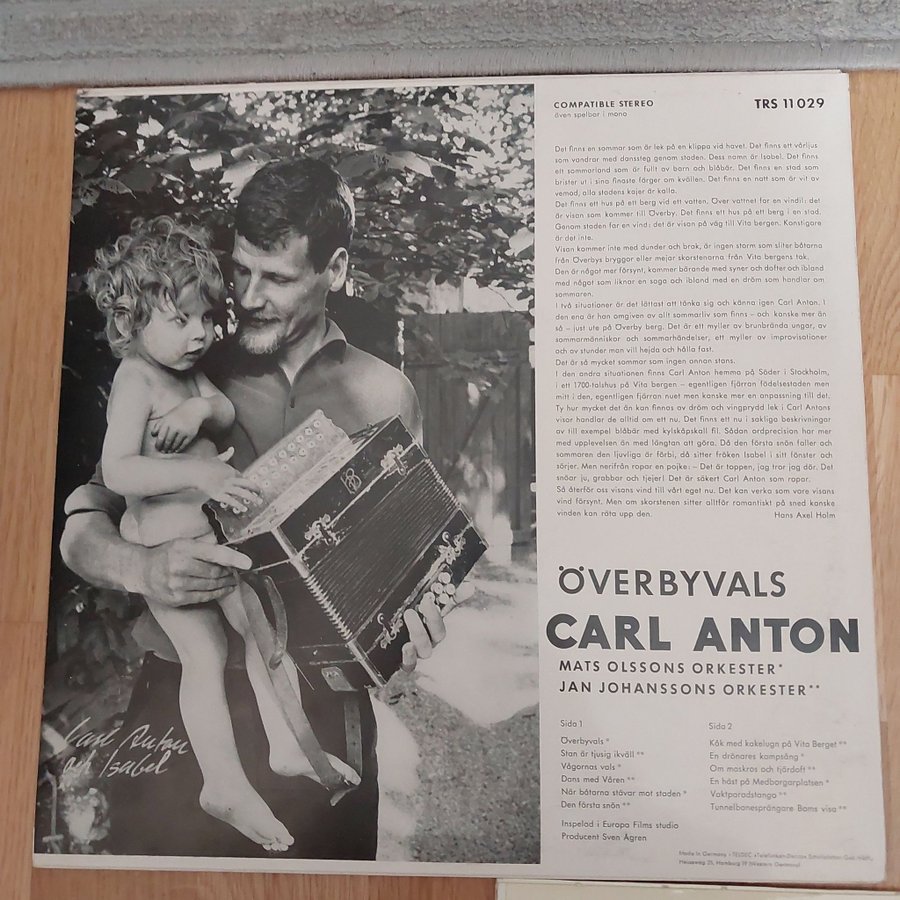 COMPATIBLE STEREO
även spelbar i mono
TRS 11029
Det finns en sommar som är lek på en klippa vid havet. Det finns ett vårljus
som vandrar med danssteg genom staden. Dess namn är Isabel. Det finns
ett sommarland som är fullt av barn och blåbär. Det finns en stad som
brister ut i sina finaste färger om kvällen. Det finns en natt som är vit av
vemod, alla stadens kajer är kalla.
Det finns ett hus på ett berg vid ett vatten. Över vattnet far en vindil: det
är visan som kommer till Överby. Det finns ett hus på ett berg i en stad.
Genom staden far en vind: det är visan på väg till Vita bergen. Konstigare
är det inte.
Visan kommer inte med dunder och brak, är ingen storm som sliter båtarna
från Överbys bryggor eller mejar skorstenarna från Vita bergens tak.
Den är något mer försynt, kommer bärande med syner och dofter och ibland
med något som liknar en saga och ibland med en dröm som handlar om
sommaren.
I två situationer är det lättast att tänka sig och känna igen Carl Anton. I
den ena är han omgiven av allt sommarliv som finns – och kanske mer än
så – just ute på Överby berg. Det är ett myller av brunbrända ungar, av
sommarmänniskor och sommarhändelser, ett myller av improvisationer
och av stunder man vill hejda och hålla fast.
Det är så mycket sommar som ingen annan stans.
I den andra situationen finns Carl Anton hemma på Söder i Stockholm,
i ett 1700-talshus på Vita bergen – egentligen fjärran födelsestaden men
mitt i den, egentligen fjärran nuet men kanske mer en anpassning till det.
Ty hur mycket det än kan finnas av dröm och vingprydd lek i Carl Antons
visor handlar de alltid om ett nu. Det finns ett nu i sakliga beskrivningar
av till exempel blåbär med kylskåpskall fil. Sådan ordprecision har mer
med upplevelsen än med längtan att göra. Då den första snön faller och
sommaren den ljuvliga är förbi, då sitter fröken Isabel i sitt fönster och
sörjer. Men nerifrån ropar en pojke: – Det är toppen, jag tror jag dör. Det
snöar ju, grabbar och tjejer! Det är säkert Carl Anton som ropar.
Så återför oss visans vind till vårt eget nu. Det kan verka som vore visans
vind försynt. Men om skorstenen sitter alltför romantiskt på sned kanske
vinden kan räta upp den. Hans Axel Holm
ÖVERBYVALS
CARL ANTON
MATS OLSSONS ORKESTER*
JAN JOHANSSONS ORKESTER**
Sida 1
Överbyvals *
Stan är tjusig ikväll **
Vågornas vals *
Dans med Våren **
När båtarna stävar mot staden *
Den första snön **
Sida 2
Kök med kakelugn på Vita Berget **
En drönares kampsång *
Om maskros och tjärdoft **
En häst på Medborgarplatsen *
Vaktparadstango **
Tunnelbanesprängare Boms visa **
Inspelad i Europa Films studio
Producent Sven Ågren
Made in Germany · TELDEC »Telefunken-Decca« Schallplatten Ges.
Heussweg 25, Hamburg 19 (Western Germany)
Carl Anton
och Isabel